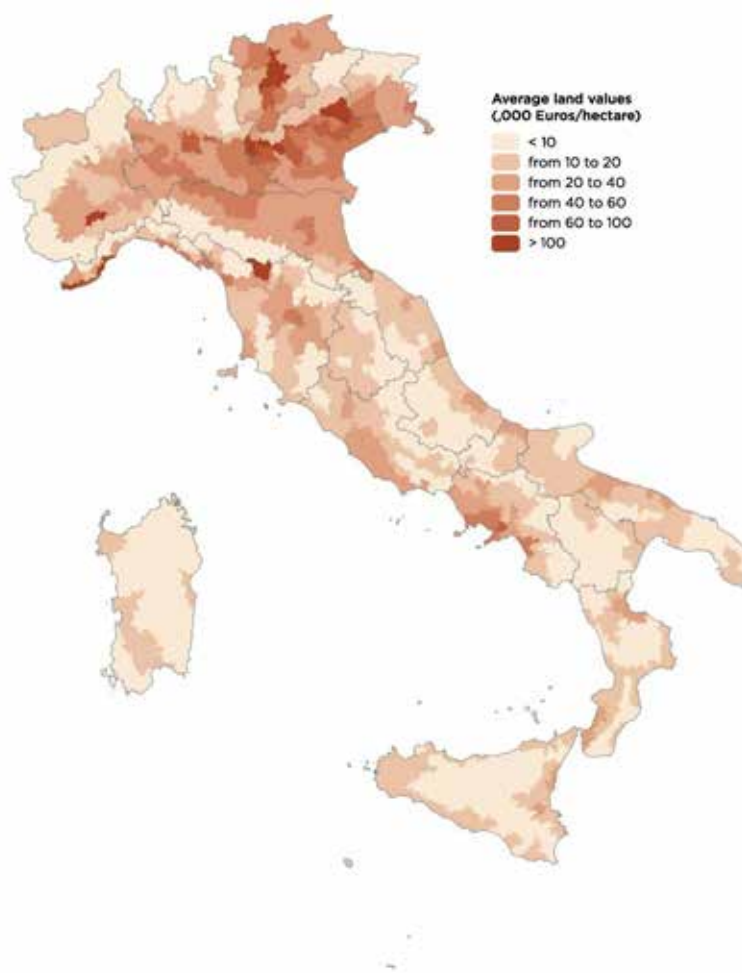 Average land values
(,000 Euros/hectare)
< 10
from 10 to 20
from 20 to 40
from 40 to 60
from 60 to 100
> 100